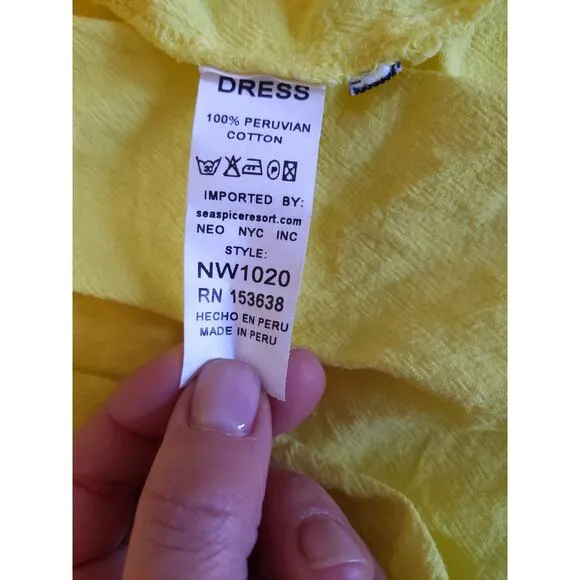 DRESS
100% PERUVIAN
COTTON
30 P
IMPORTED BY:
seaspiceresort.com
NEO NYC INC
STYLE:
NW1020
RN 153638
HECHO EN PERU
MADE IN PERU